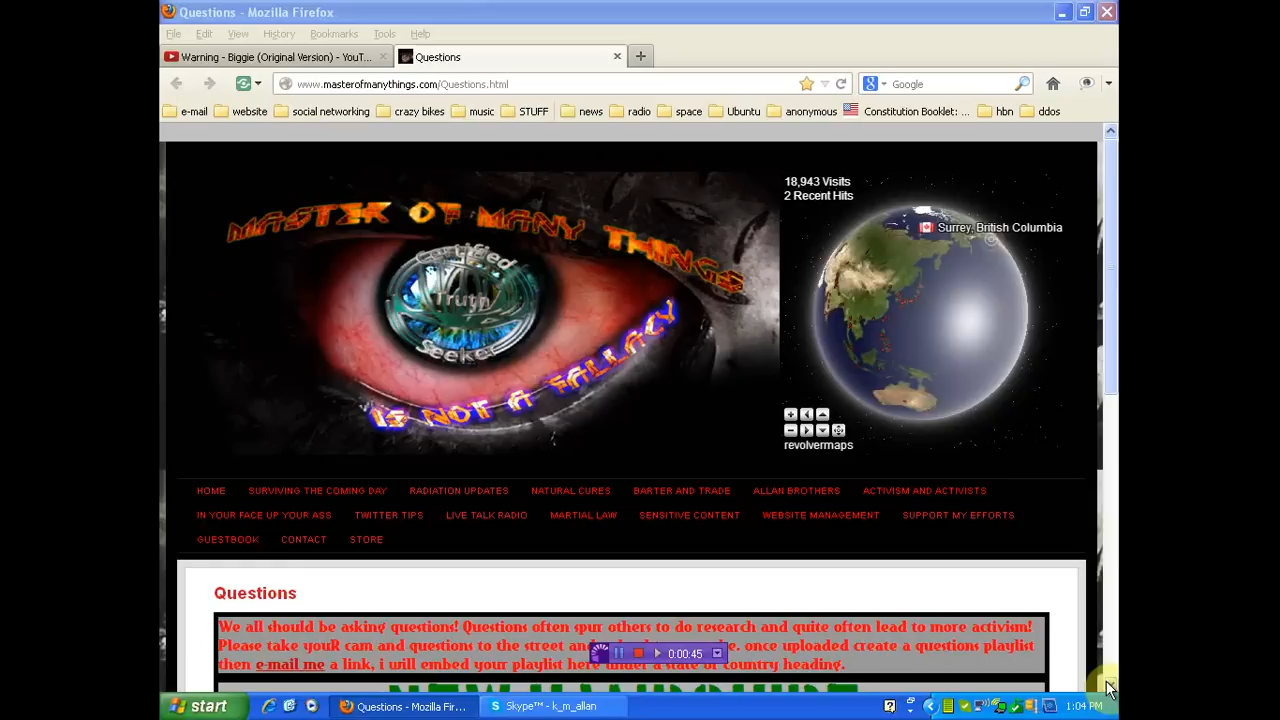 Questions - Mozilla Firefox
File Edit View History Bookmarks Tools Help
Warning - Biggie (Original Version) - YouT...
Questions
www.masterofmanythings.com/Questions.html
Google
e-mail website social networking crazy bikes music STUFF news radio space Ubuntu anonymous Constitution Booklet: ... hbn ddos
18,943 Visits
2 Recent Hits
Surrey, British Columbia
MASTER OF MANY THINGS
Certified
Truth
Seeker
IS NOT A FALLACY
revolvermaps
HOME SURVIVING THE COMING DAY RADIATION UPDATES NATURAL CURES BARTER AND TRADE ALLAN BROTHERS ACTIVISM AND ACTIVISTS
IN YOUR FACE UP YOUR ASS TWITTER TIPS LIVE TALK RADIO MARTIAL LAW SENSITIVE CONTENT WEBSITE MANAGEMENT SUPPORT MY EFFORTS
GUESTBOOK CONTACT STORE
Questions
We all should be asking questions! Questions often spur others to do research and quite often lead to more activism!
Please take youR cam and questions to the street and once uploaded create a questions playlist
then e-mail me a link, i will embed your playlist here under a state or country heading.
0:00:45
start
Questions - Mozilla Fir...
Skype™ - k_m_allan
1:04 PM